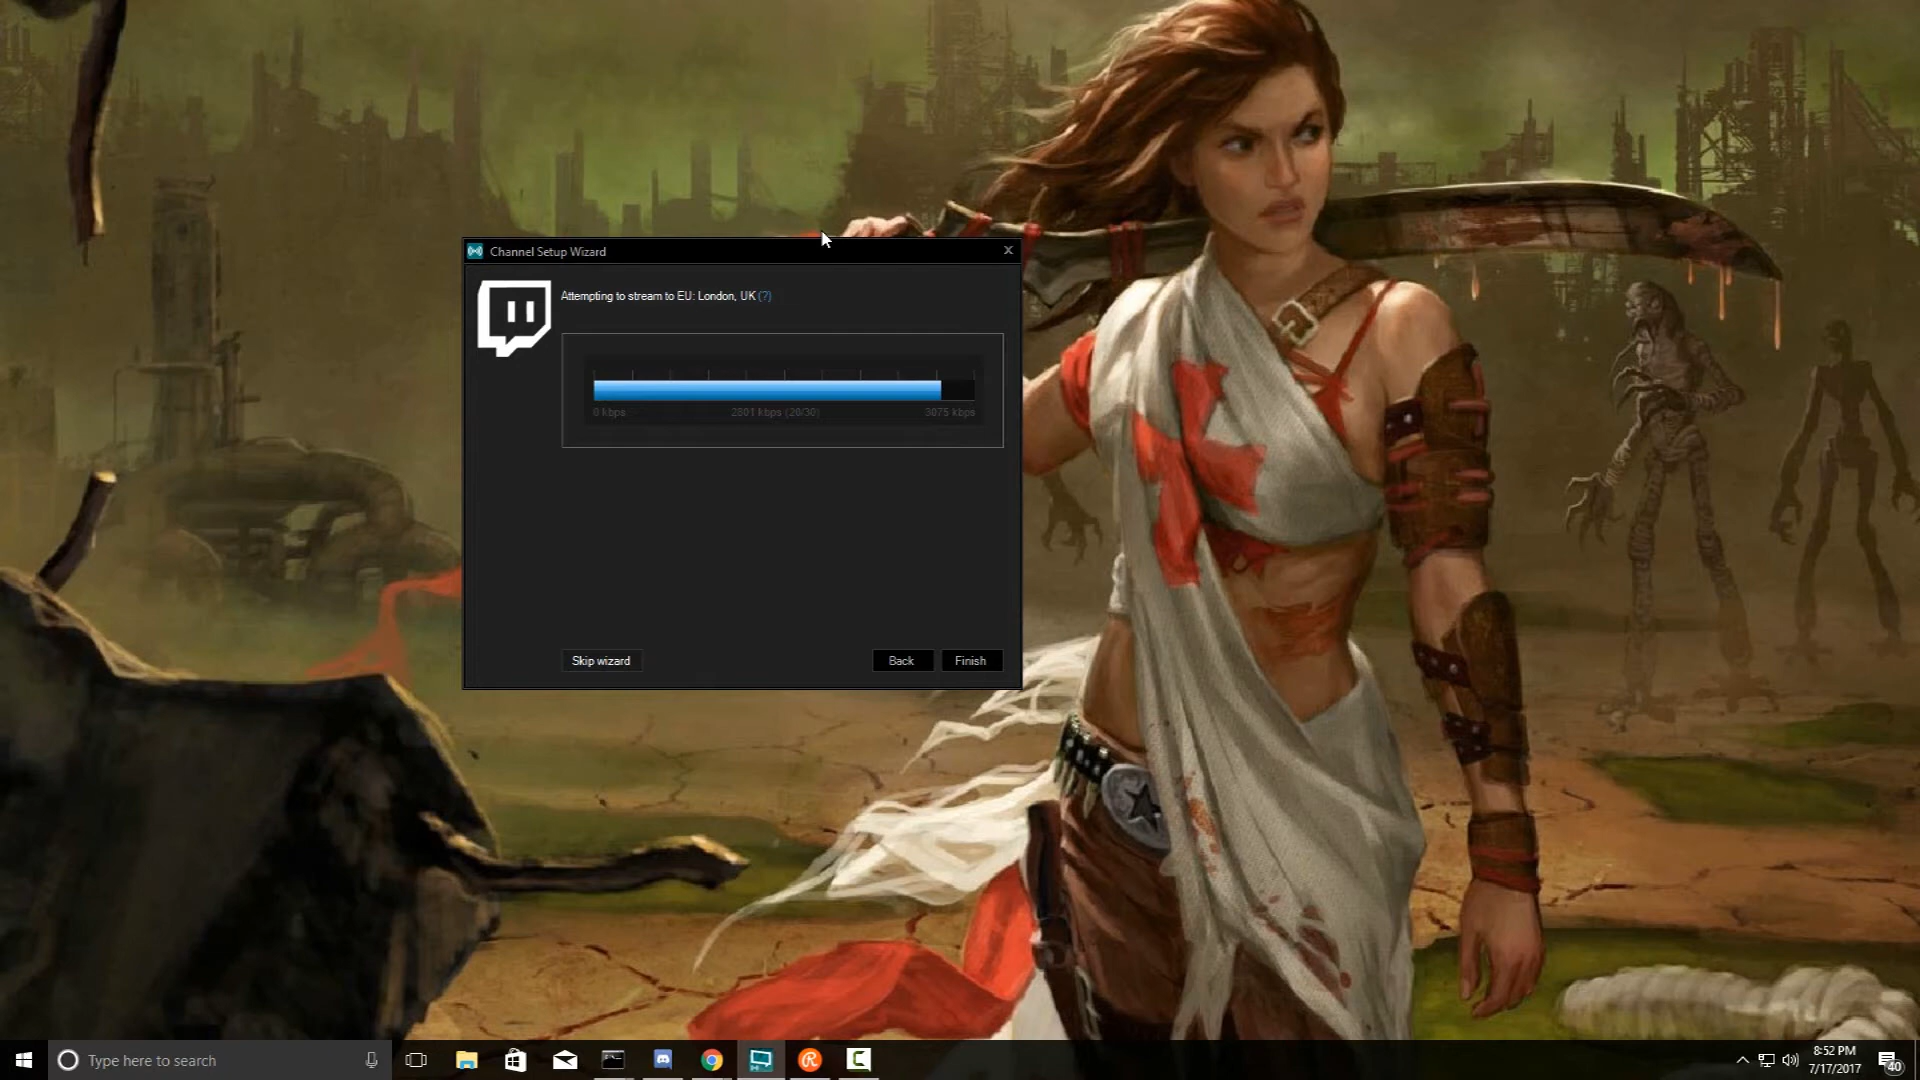 Channel Setup Wizard
Attempting to stream to EU: London, UK (?)
0 kbps 2801 kbps (20/30) 3075 kbps
Skip wizard Back Finish
Type here to search
8:52 PM
7/17/2017
40